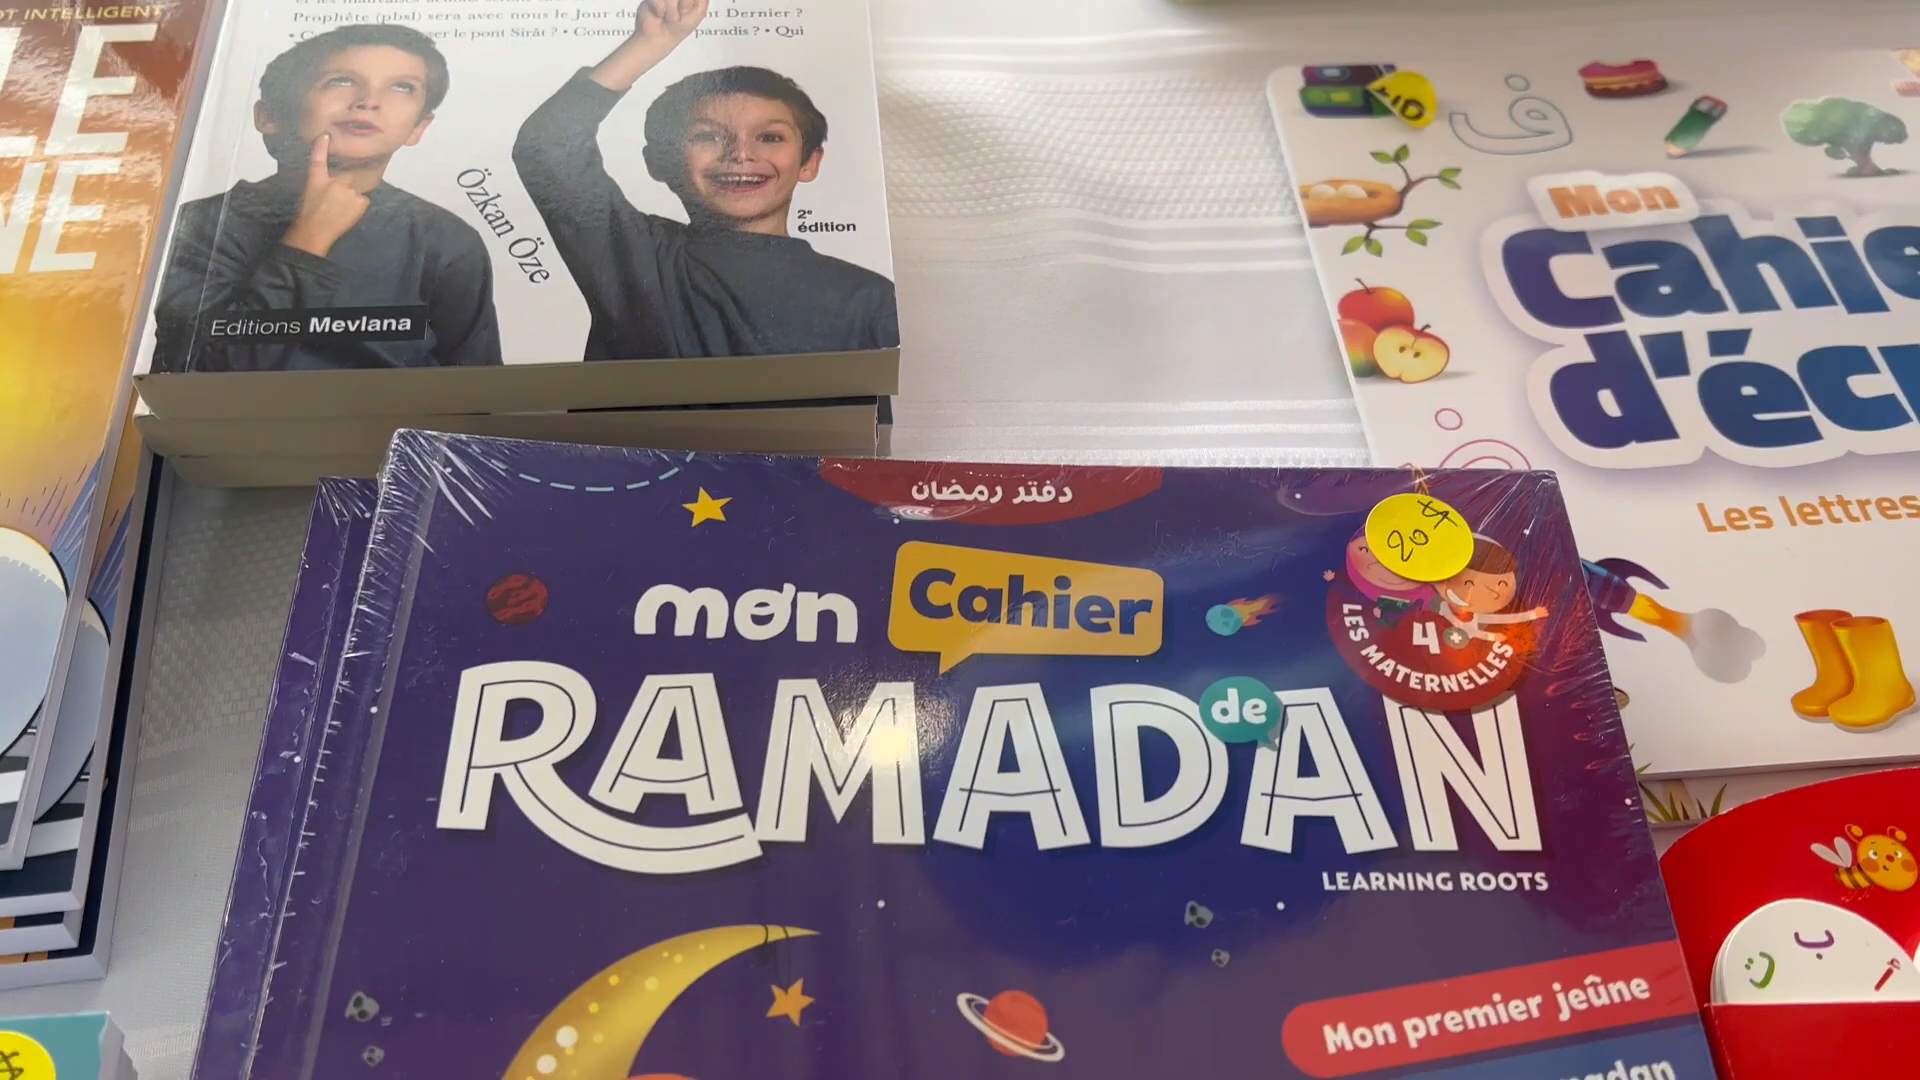 OT INTELLIGENT
LE
NE
Prophète (pbsl) sera avec nous le Jour du Dernier ?
le pont Sirât ? • paradis ? • Qui
Özkan Öze
2e
édition
Editions Mevlana
ف
Mon
Cahie
d'écr
Les lettres
دفتر رمضان
20 $
mon Cahier
de
RAMADAN
4+
LES MATERNELLES
LEARNING ROOTS
Mon premier jeûne
ت ب أ
$